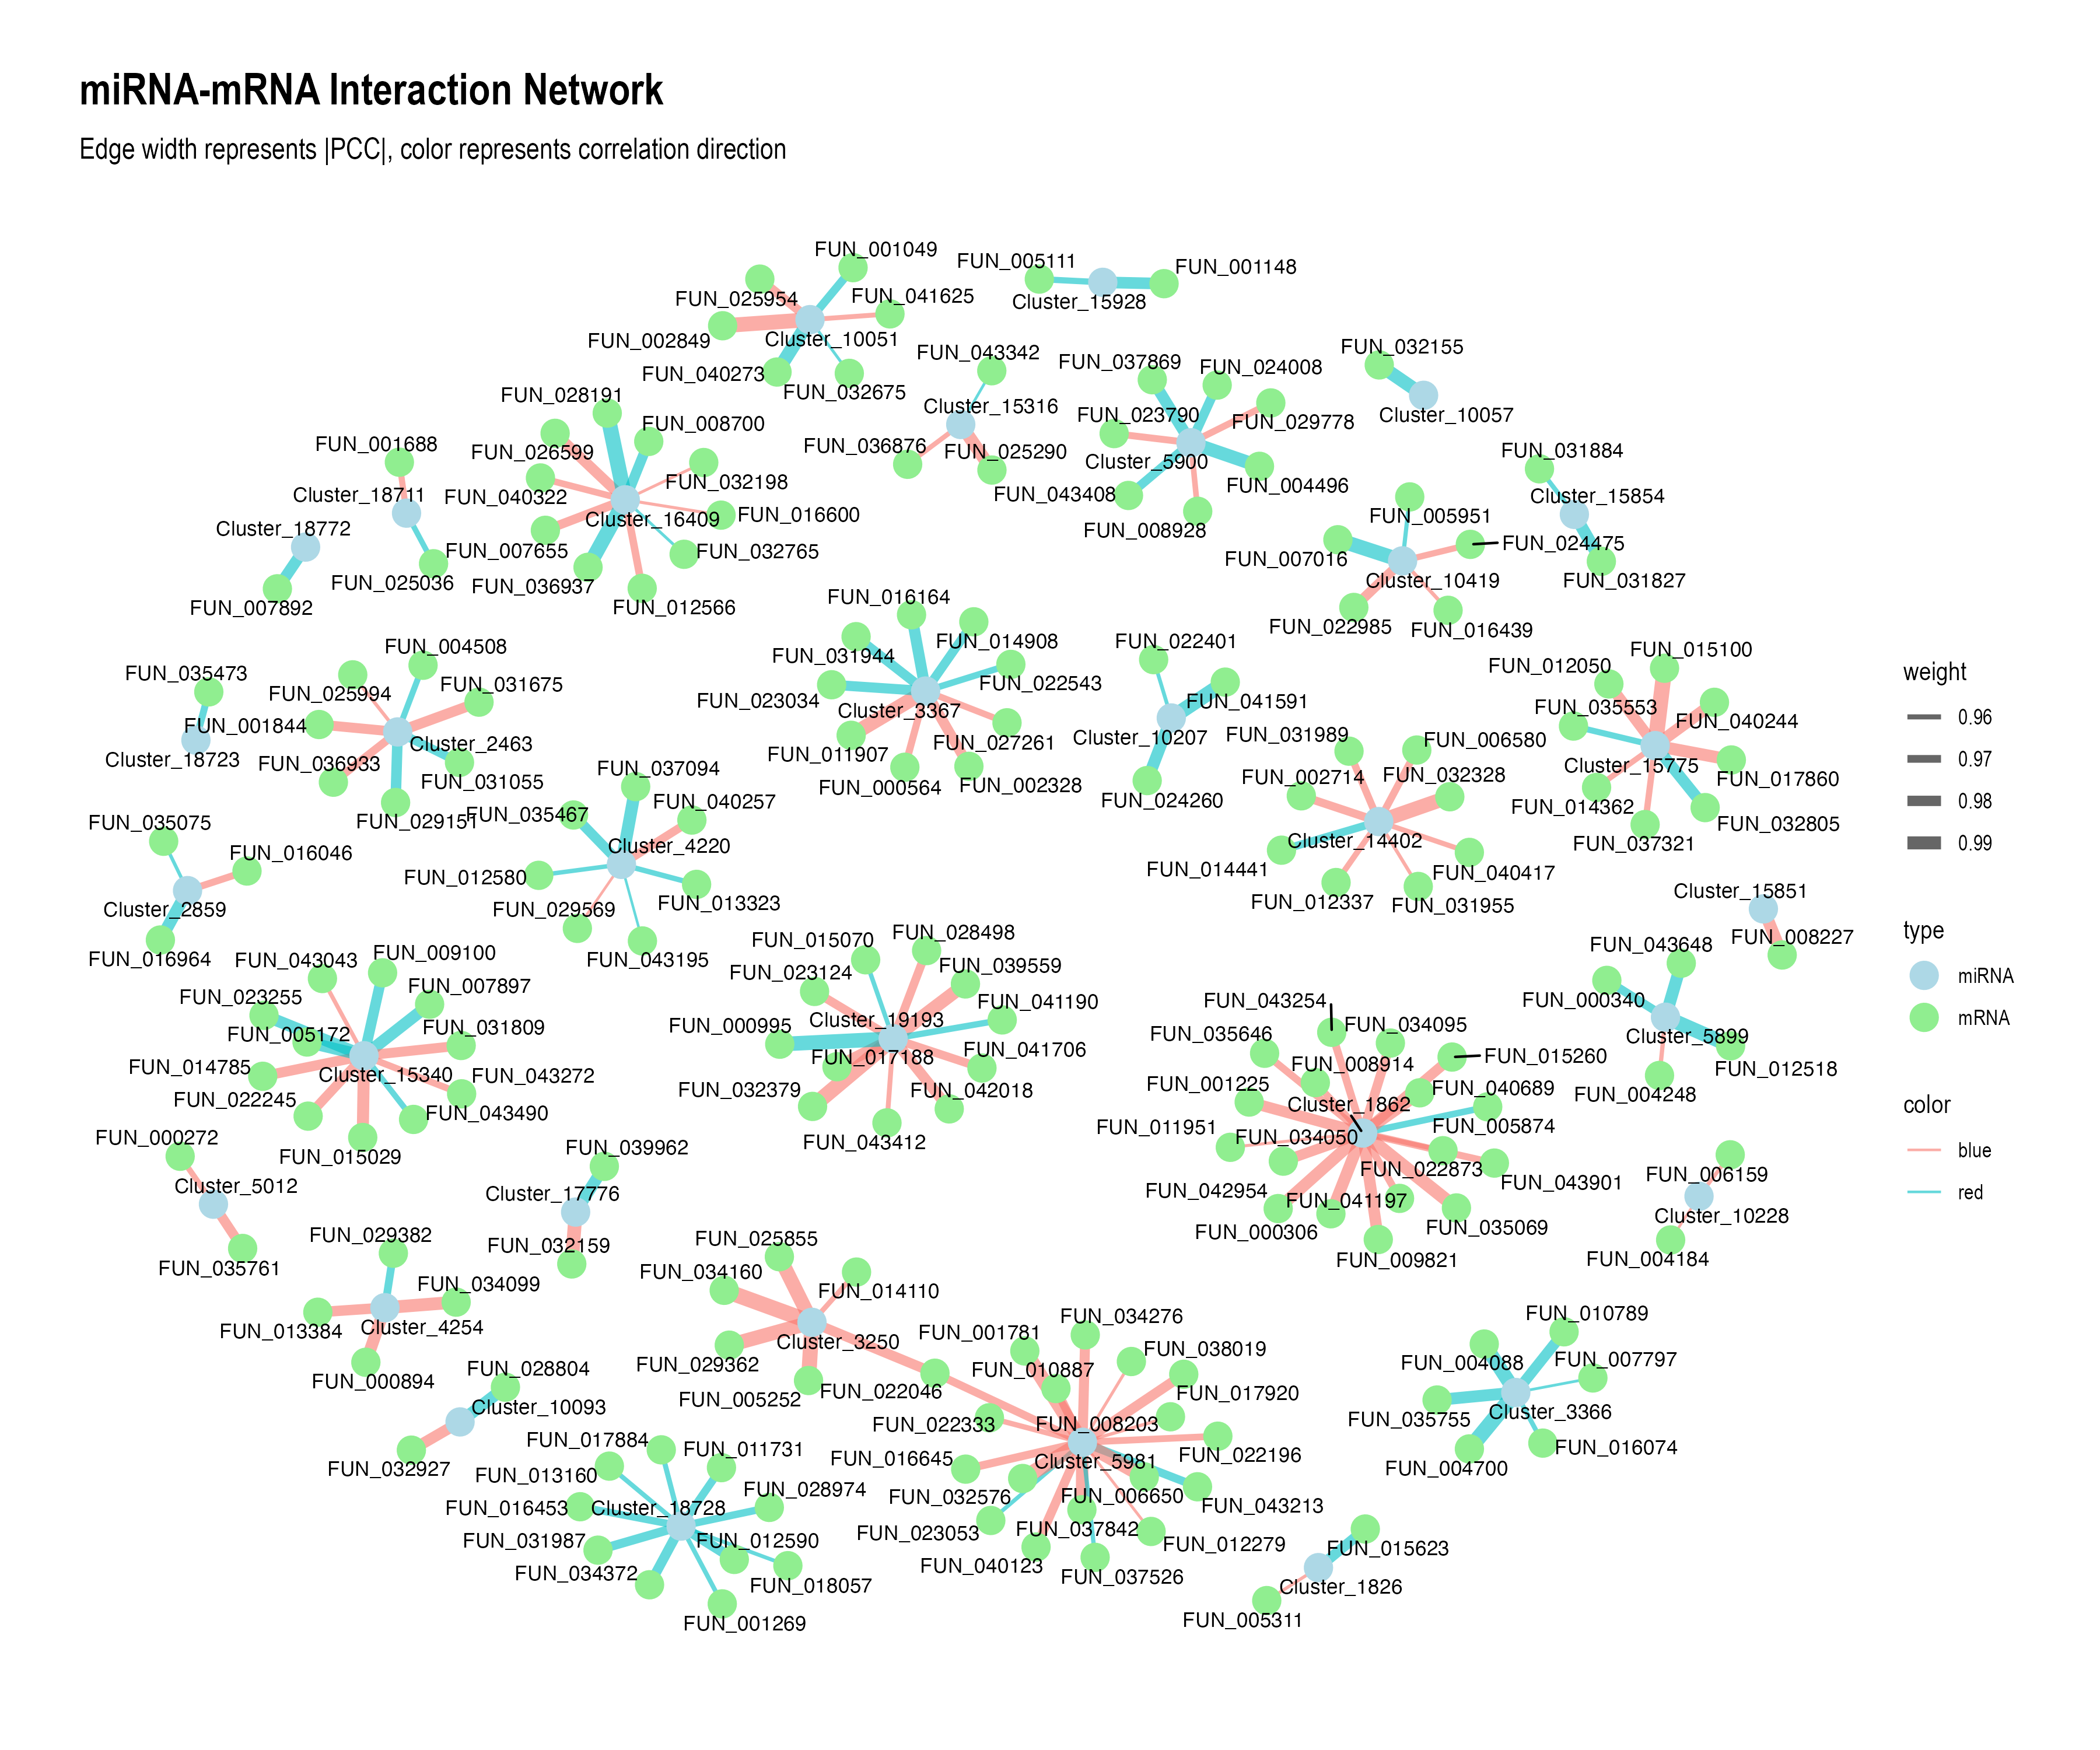 miRNA-mRNA Interaction Network
Edge width represents |PCC|, color represents correlation direction
FUN_001049
FUN_025954
FUN_041625
FUN_002849
Cluster_10051
FUN_040273
FUN_032675
FUN_005111
FUN_001148
Cluster_15928
FUN_043342
Cluster_15316
FUN_036876
FUN_025290
FUN_037869
FUN_024008
FUN_023790
FUN_029778
Cluster_5900
FUN_004496
FUN_043408
FUN_008928
FUN_032155
Cluster_10057
FUN_028191
FUN_008700
FUN_026599
FUN_032198
FUN_040322
Cluster_16409
FUN_016600
FUN_007655
FUN_032765
FUN_036937
FUN_012566
FUN_001688
Cluster_18711
FUN_025036
Cluster_18772
FUN_007892
FUN_031884
Cluster_15854
FUN_031827
FUN_005951
FUN_024475
FUN_007016
Cluster_10419
FUN_022985
FUN_016439
FUN_016164
FUN_014908
FUN_031944
FUN_022543
FUN_023034
Cluster_3367
FUN_011907
FUN_027261
FUN_000564
FUN_002328
FUN_022401
FUN_041591
Cluster_10207
FUN_024260
FUN_015100
FUN_012050
FUN_035553
FUN_040244
Cluster_15775
FUN_017860
FUN_014362
FUN_032805
FUN_037321
FUN_035473
Cluster_18723
FUN_004508
FUN_025994
FUN_031675
FUN_001844
Cluster_2463
FUN_036933
FUN_031055
FUN_029151
FUN_037094
FUN_035467
FUN_040257
Cluster_4220
FUN_012580
FUN_029569
FUN_013323
FUN_043195
FUN_031989
FUN_006580
FUN_002714
FUN_032328
Cluster_14402
FUN_014441
FUN_040417
FUN_012337
FUN_031955
FUN_035075
FUN_016046
Cluster_2859
FUN_016964
Cluster_15851
FUN_008227
FUN_043648
FUN_000340
Cluster_5899
FUN_012518
FUN_004248
FUN_009100
FUN_043043
FUN_007897
FUN_023255
FUN_031809
FUN_005172
FUN_014785
Cluster_15340
FUN_043272
FUN_022245
FUN_043490
FUN_015029
FUN_028498
FUN_015070
FUN_039559
FUN_023124
FUN_041190
Cluster_19193
FUN_000995
FUN_041706
FUN_017188
FUN_032379
FUN_042018
FUN_043412
FUN_043254
FUN_034095
FUN_035646
FUN_015260
FUN_008914
FUN_001225
FUN_040689
Cluster_1862
FUN_011951
FUN_005874
FUN_034050
FUN_022873
FUN_043901
FUN_042954
FUN_041197
FUN_000306
FUN_035069
FUN_009821
FUN_006159
Cluster_10228
FUN_004184
FUN_000272
Cluster_5012
FUN_035761
FUN_039962
Cluster_17776
FUN_032159
FUN_029382
FUN_034099
FUN_013384
Cluster_4254
FUN_000894
FUN_028804
Cluster_10093
FUN_032927
FUN_025855
FUN_034160
FUN_014110
Cluster_3250
FUN_029362
FUN_005252
FUN_022046
FUN_034276
FUN_001781
FUN_038019
FUN_010887
FUN_017920
FUN_022333
FUN_008203
FUN_022196
FUN_016645
Cluster_5981
FUN_032576
FUN_006650
FUN_043213
FUN_023053
FUN_037842
FUN_012279
FUN_040123
FUN_037526
FUN_010789
FUN_004088
FUN_007797
FUN_035755
Cluster_3366
FUN_016074
FUN_004700
FUN_017884
FUN_011731
FUN_013160
FUN_028974
FUN_016453
Cluster_18728
FUN_031987
FUN_012590
FUN_034372
FUN_018057
FUN_001269
FUN_015623
Cluster_1826
FUN_005311
weight
0.96
0.97
0.98
0.99
type
miRNA
mRNA
color
blue
red